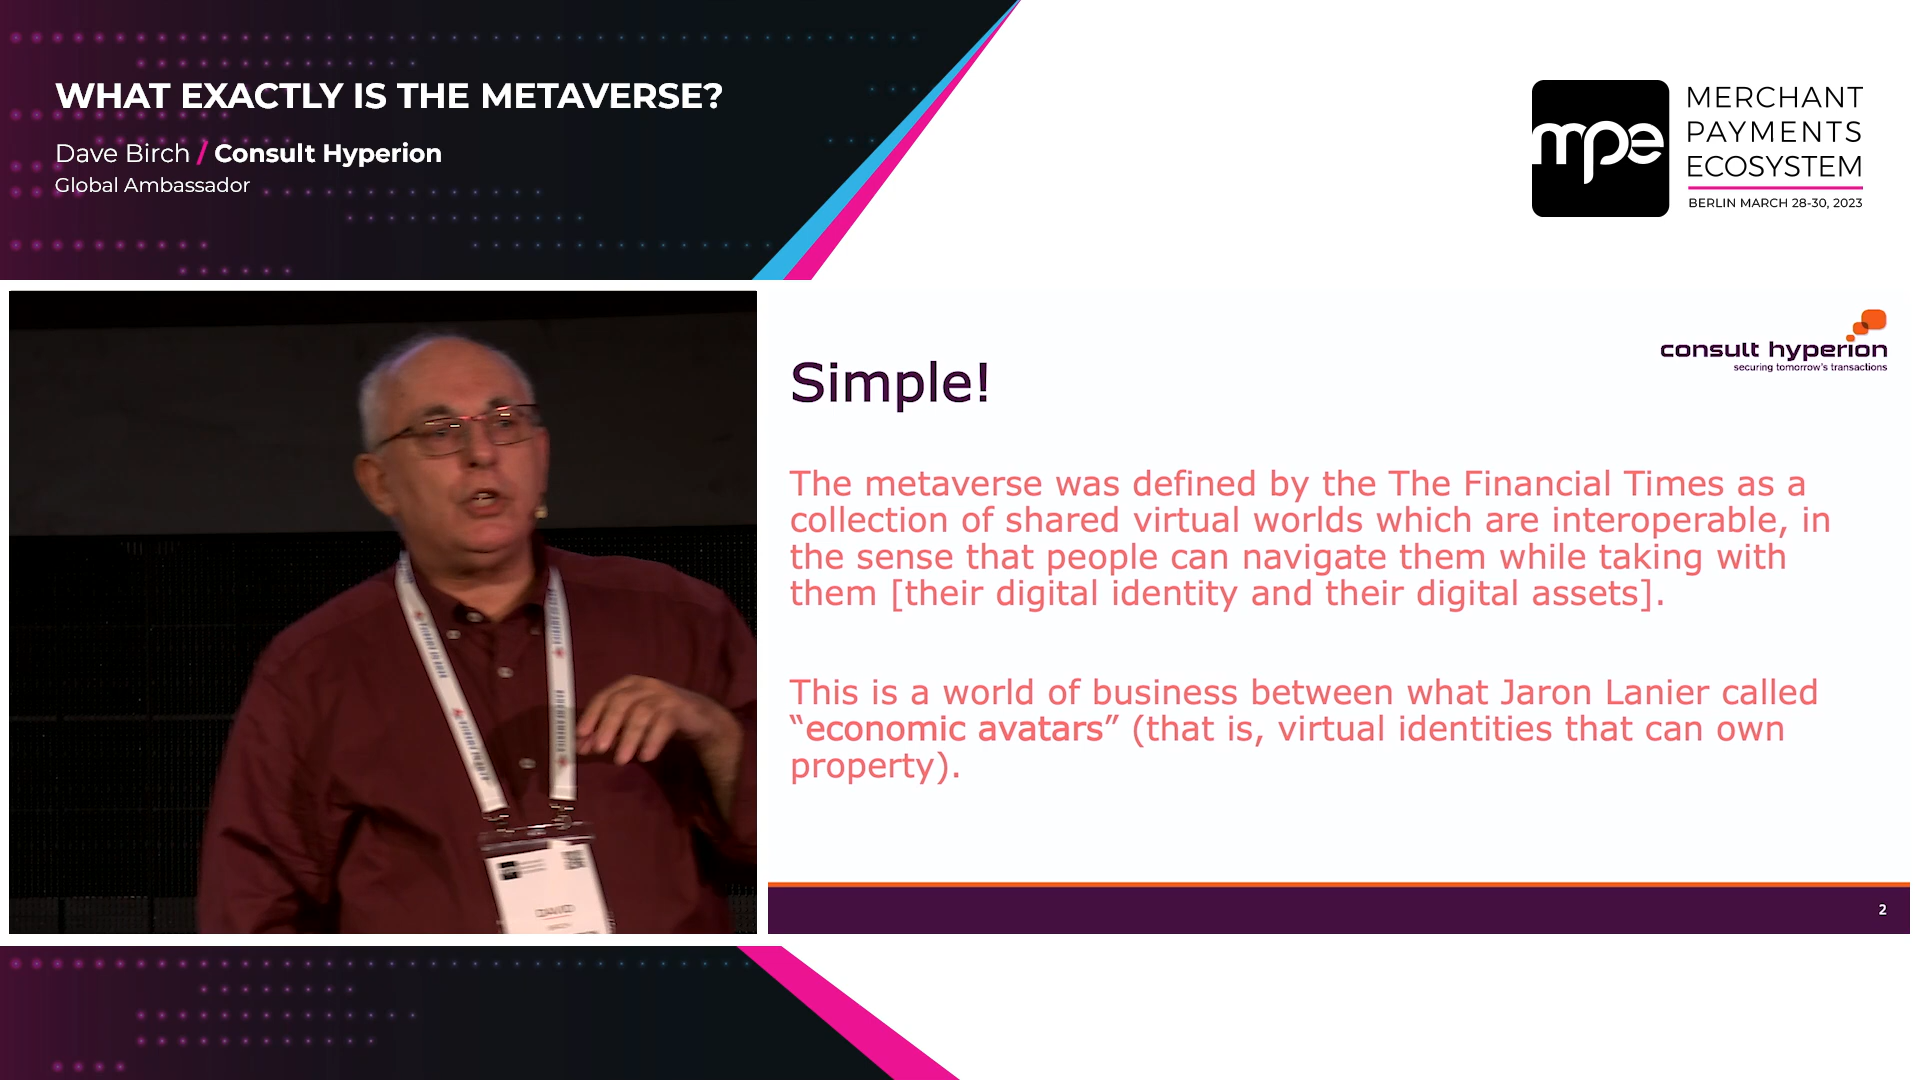 WHAT EXACTLY IS THE METAVERSE?
Dave Birch / Consult Hyperion
Global Ambassador
mpe
MERCHANT
PAYMENTS
ECOSYSTEM
BERLIN MARCH 28-30, 2023
consult hyperion
securing tomorrow's transactions
Simple!
The metaverse was defined by the The Financial Times as a
collection of shared virtual worlds which are interoperable, in
the sense that people can navigate them while taking with
them [their digital identity and their digital assets].
This is a world of business between what Jaron Lanier called
“economic avatars” (that is, virtual identities that can own
property).
2
DAVID